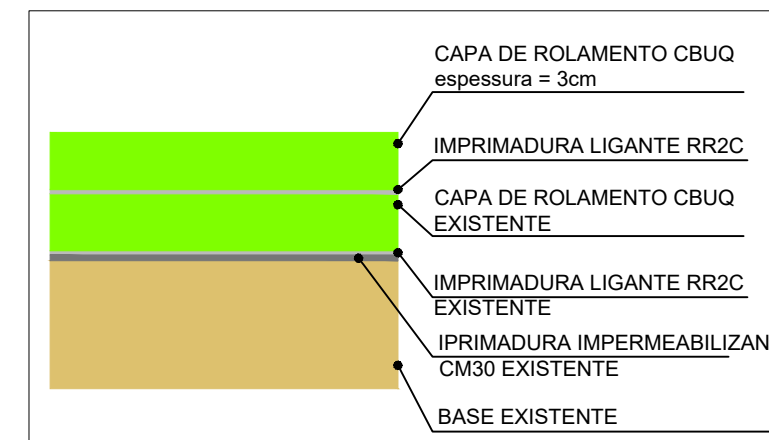 CAPA DE ROLAMENTO CBUQ
espessura = 3cm
IMPRIMADURA LIGANTE RR2C
CAPA DE ROLAMENTO CBUQ
EXISTENTE
IMPRIMADURA LIGANTE RR2C
EXISTENTE
IPRIMADURA IMPERMEABILIZAN
CM30 EXISTENTE
BASE EXISTENTE